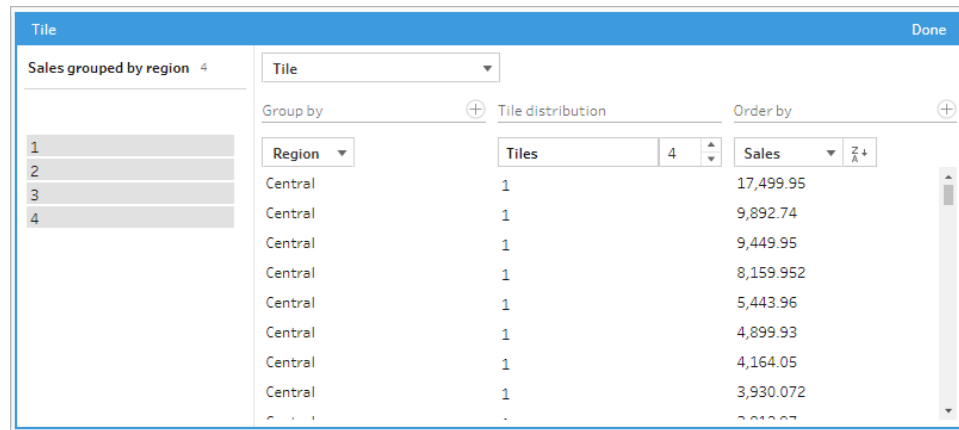 Tile Done
Sales grouped by region 4
Tile
Group by Tile distribution Order by
1
2
3
4
Region Tiles 4 Sales Z A
Central 1 17,499.95
Central 1 9,892.74
Central 1 9,449.95
Central 1 8,159.952
Central 1 5,443.96
Central 1 4,899.93
Central 1 4,164.05
Central 1 3,930.072